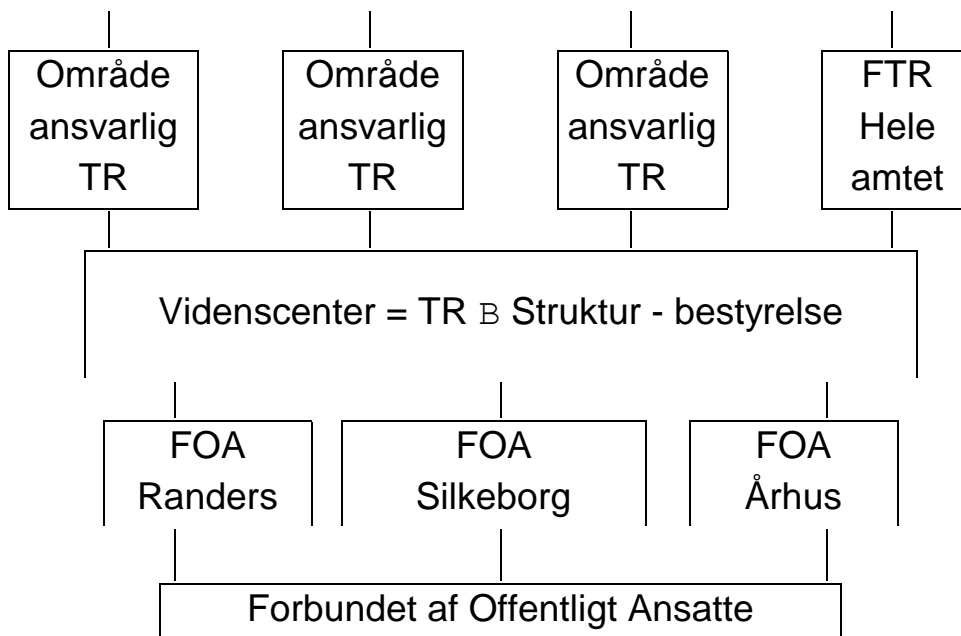 Område
ansvarlig
TR
Område
ansvarlig
TR
Område
ansvarlig
TR
FTR
Hele
amtet
Videnscenter = TR B Struktur - bestyrelse
FOA
Randers
FOA
Silkeborg
FOA
Århus
Forbundet af Offentligt Ansatte